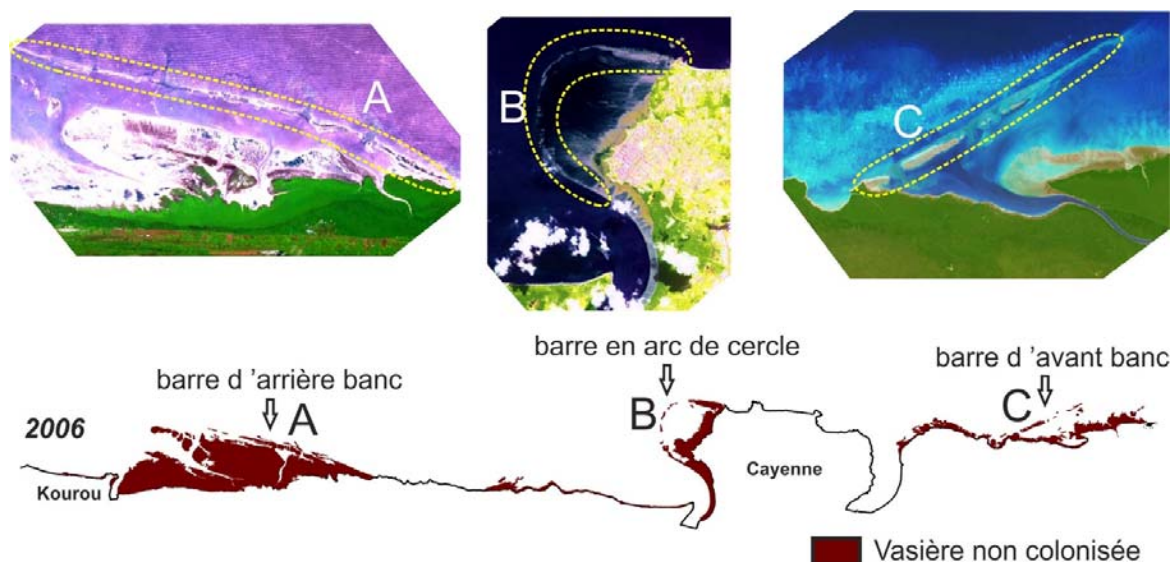 A
B
C
barre d 'arrière banc
barre en arc de cercle
barre d 'avant banc
A
B
C
2006
Kourou
Cayenne
Vasière non colonisée